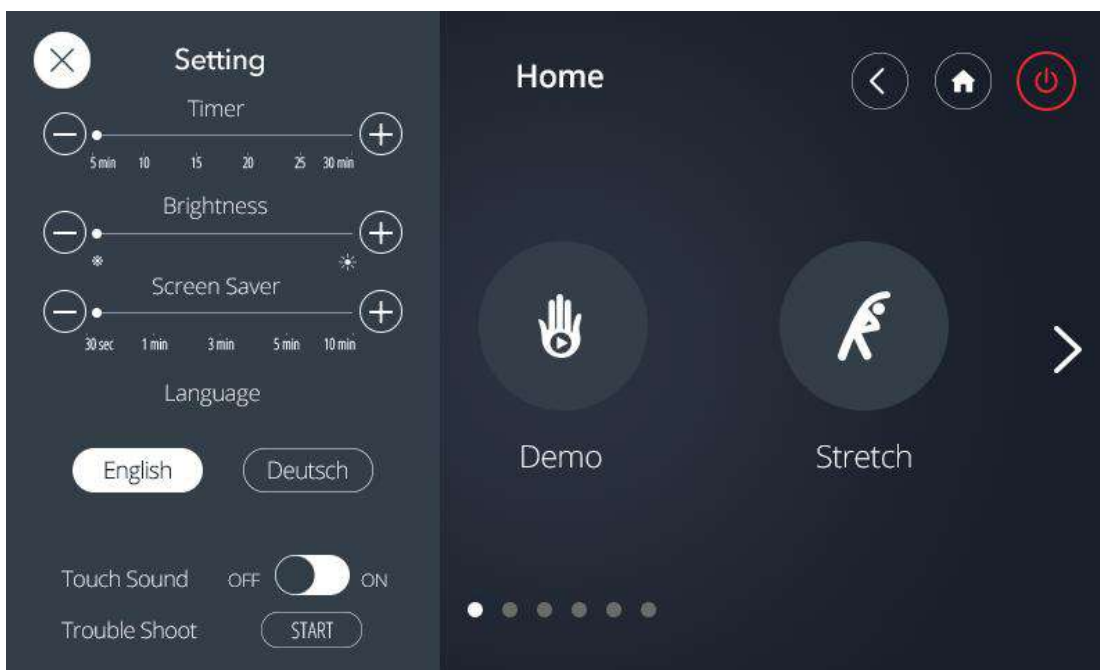 Setting
Timer
5 min 10 15 20 25 30 min
Brightness
Screen Saver
30 sec 1 min 3 min 5 min 10 min
Language
English Deutsch
Touch Sound OFF ON
Trouble Shoot START
Home
Demo Stretch